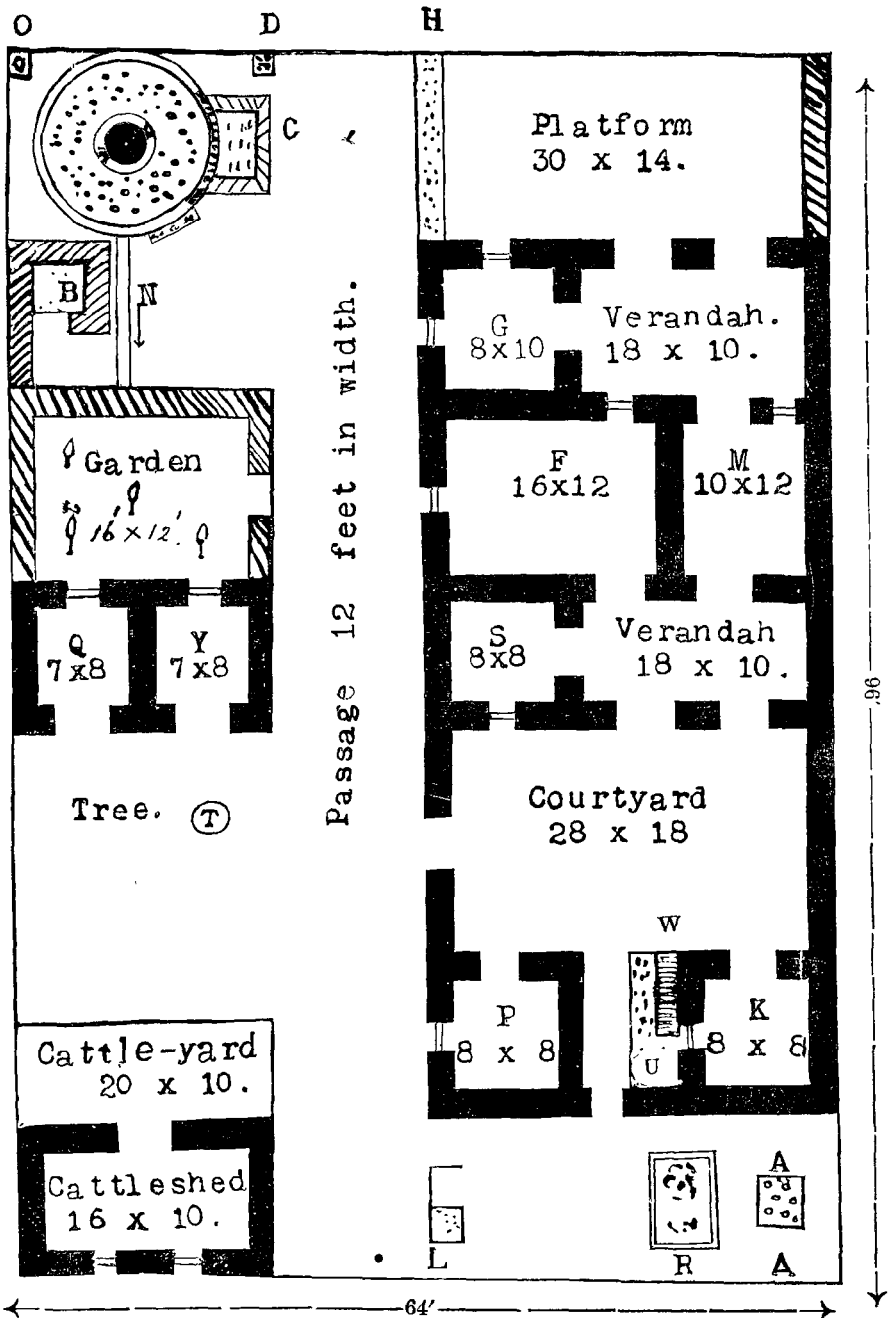 O D H
C
Platform
30 x 14.
B N
G
8x10
Verandah.
18 x 10.
Passage 12 feet in width.
Garden
16' x 12'.
F
16x12
M
10x12
Q
7x8
Y
7x8
S
8x8
Verandah
18 x 10.
96'
Tree. T
Courtyard
28 x 18
W
P
8 x 8
U
K
8 x 8
Cattle-yard
20 x 10.
Cattleshed
16 x 10.
A
L R A
64'